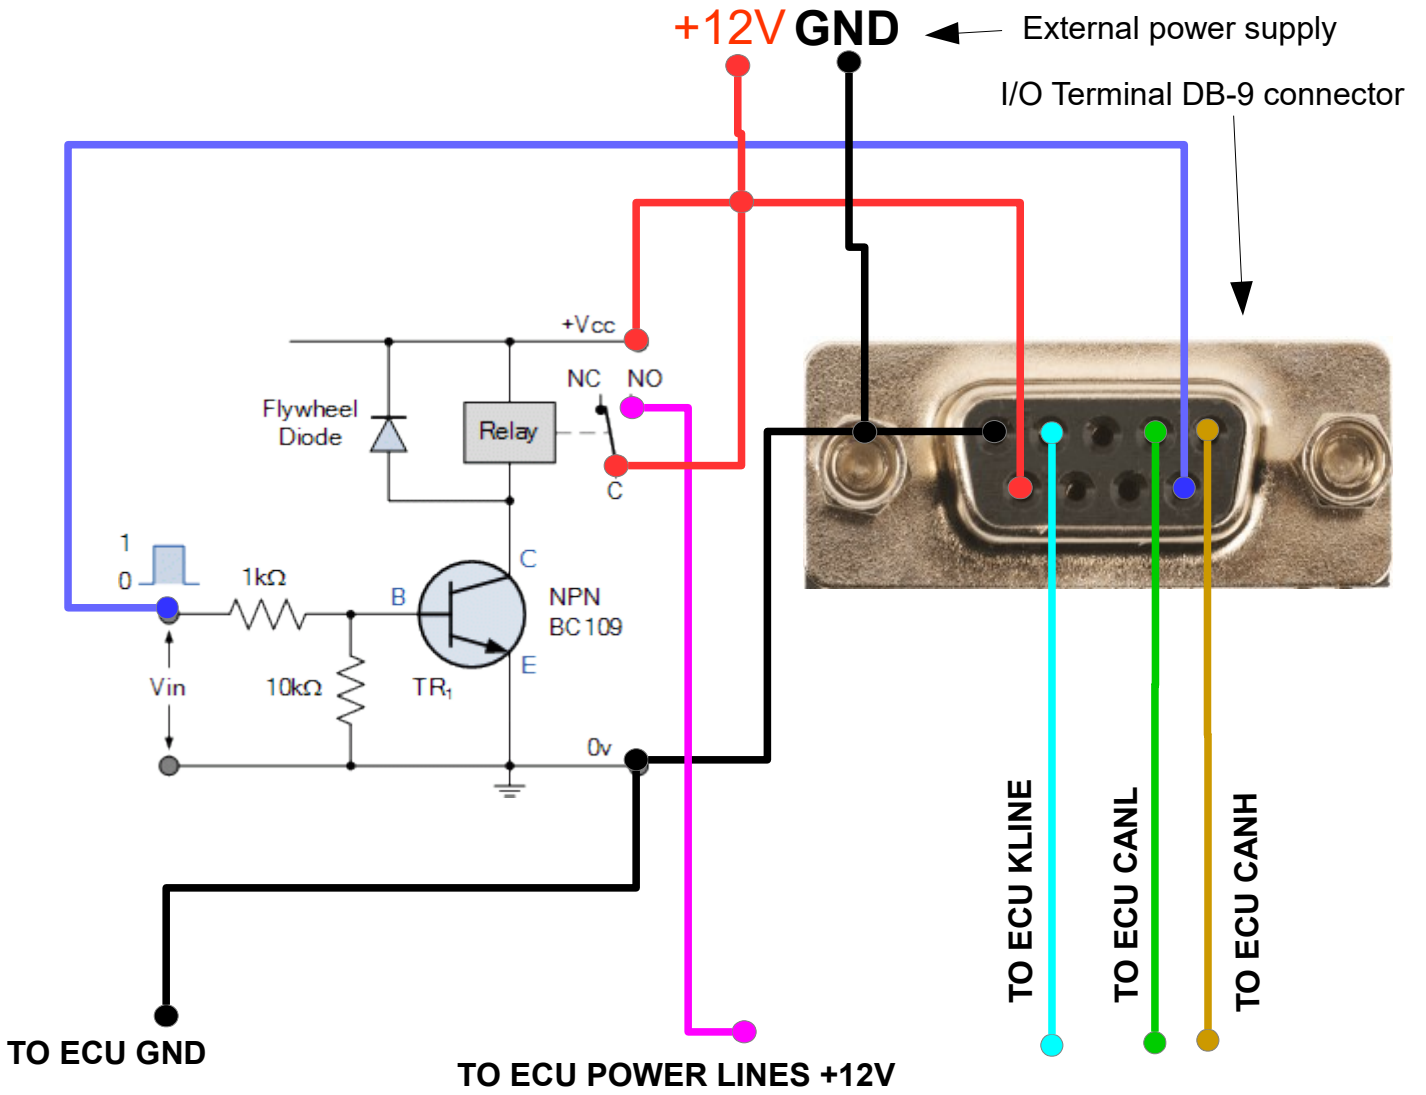 +12V GND
External power supply
I/O Terminal DB-9 connector
+Vcc
NC NO
Flywheel
Diode
Relay
C
1
0
1kΩ
B
C
NPN
BC109
E
Vin
10kΩ
TR1
0v
TO ECU KLINE
TO ECU CANL
TO ECU CANH
TO ECU GND
TO ECU POWER LINES +12V